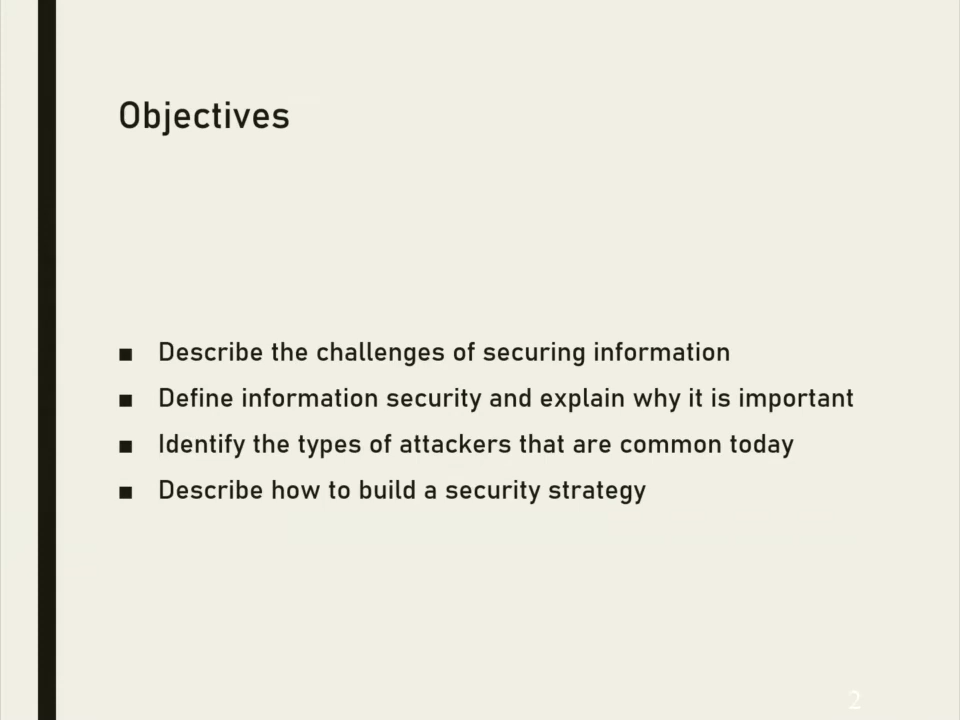 Objectives
■ Describe the challenges of securing information
■ Define information security and explain why it is important
■ Identify the types of attackers that are common today
■ Describe how to build a security strategy
2